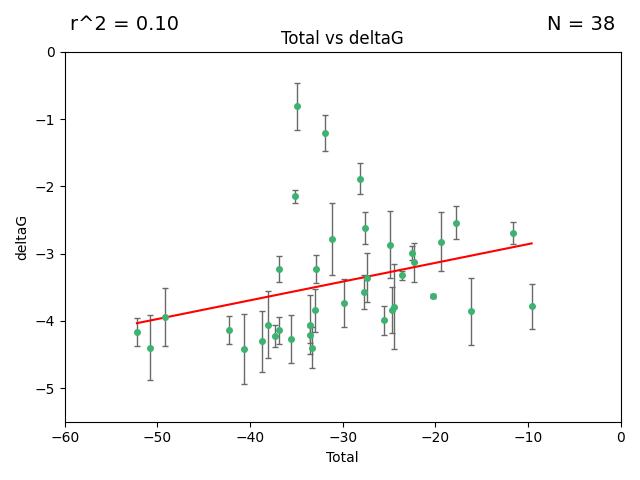 r^2 = 0.10
N = 38
Total vs deltaG
0
−1
−2
−3
−4
−5
deltaG
−60 −50 −40 −30 −20 −10 0
Total